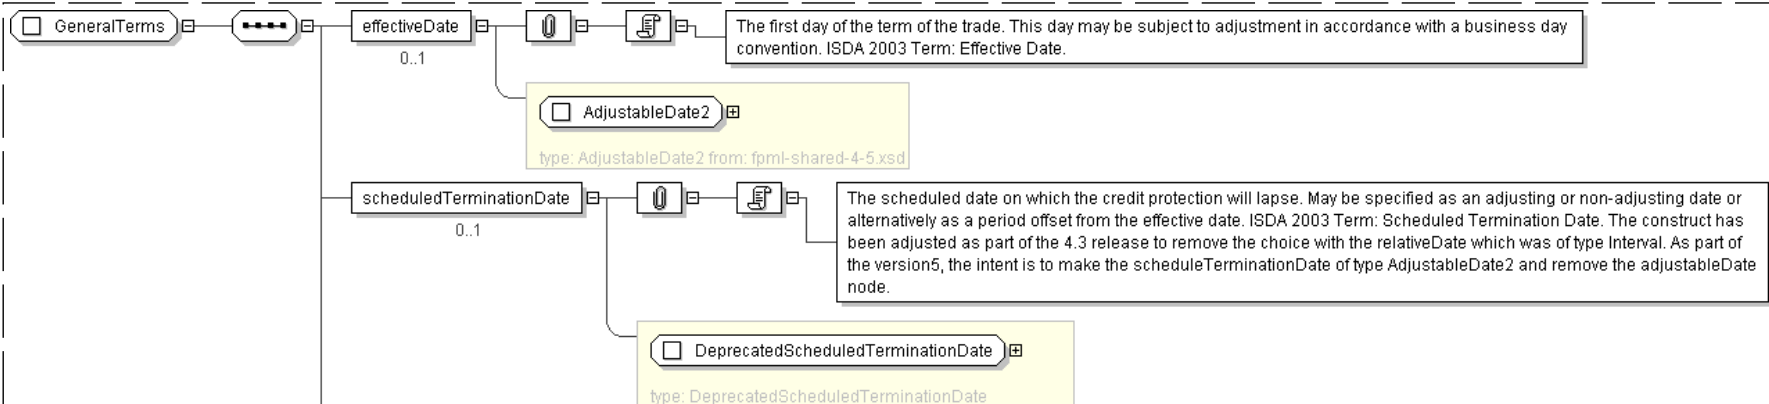 GeneralTerms
effectiveDate
0..1
The first day of the term of the trade. This day may be subject to adjustment in accordance with a business day
convention. ISDA 2003 Term: Effective Date.
AdjustableDate2
type: AdjustableDate2 from: fpml-shared-4-5.xsd
scheduledTerminationDate
0..1
The scheduled date on which the credit protection will lapse. May be specified as an adjusting or non-adjusting date or
alternatively as a period offset from the effective date. ISDA 2003 Term: Scheduled Termination Date. The construct has
been adjusted as part of the 4.3 release to remove the choice with the relativeDate which was of type Interval. As part of
the version5, the intent is to make the scheduleTerminationDate of type AdjustableDate2 and remove the adjustableDate
node.
DeprecatedScheduledTerminationDate
type: DeprecatedScheduledTerminationDate